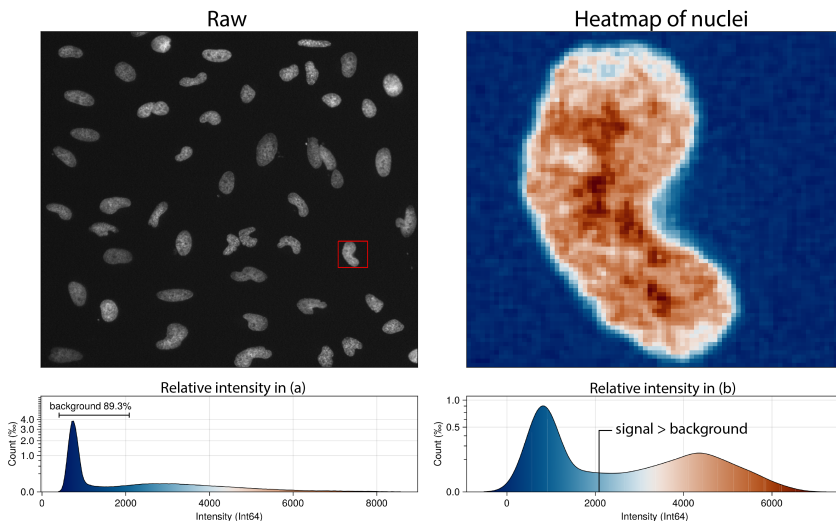 Raw
Heatmap of nuclei
Relative intensity in (a)
background 89.3%
4.0
3.0
2.0
1.0
0.0
Count (‰)
0
2000
4000
6000
8000
Intensity (Int64)
Relative intensity in (b)
signal > background
1.0
0.5
0.0
Count (‰)
0
2000
4000
6000
Intensity (Int64)